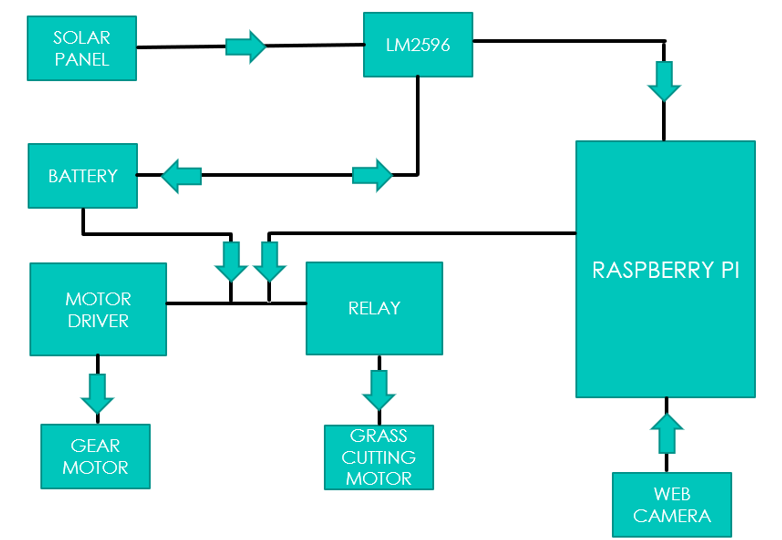 SOLAR
PANEL
LM2596
BATTERY
RASPBERRY PI
MOTOR
DRIVER
RELAY
GEAR
MOTOR
GRASS
CUTTING
MOTOR
WEB
CAMERA